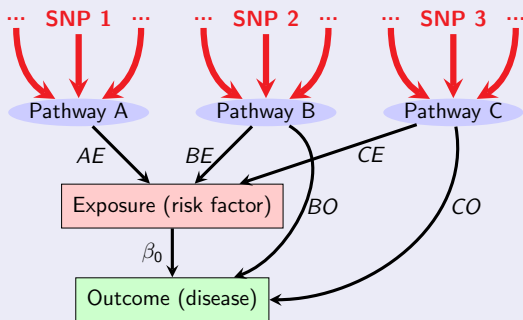 ... SNP 1 ... ... SNP 2 ... ... SNP 3 ...
Pathway A Pathway B Pathway C
AE BE CE
Exposure (risk factor) BO CO
β₀
Outcome (disease)